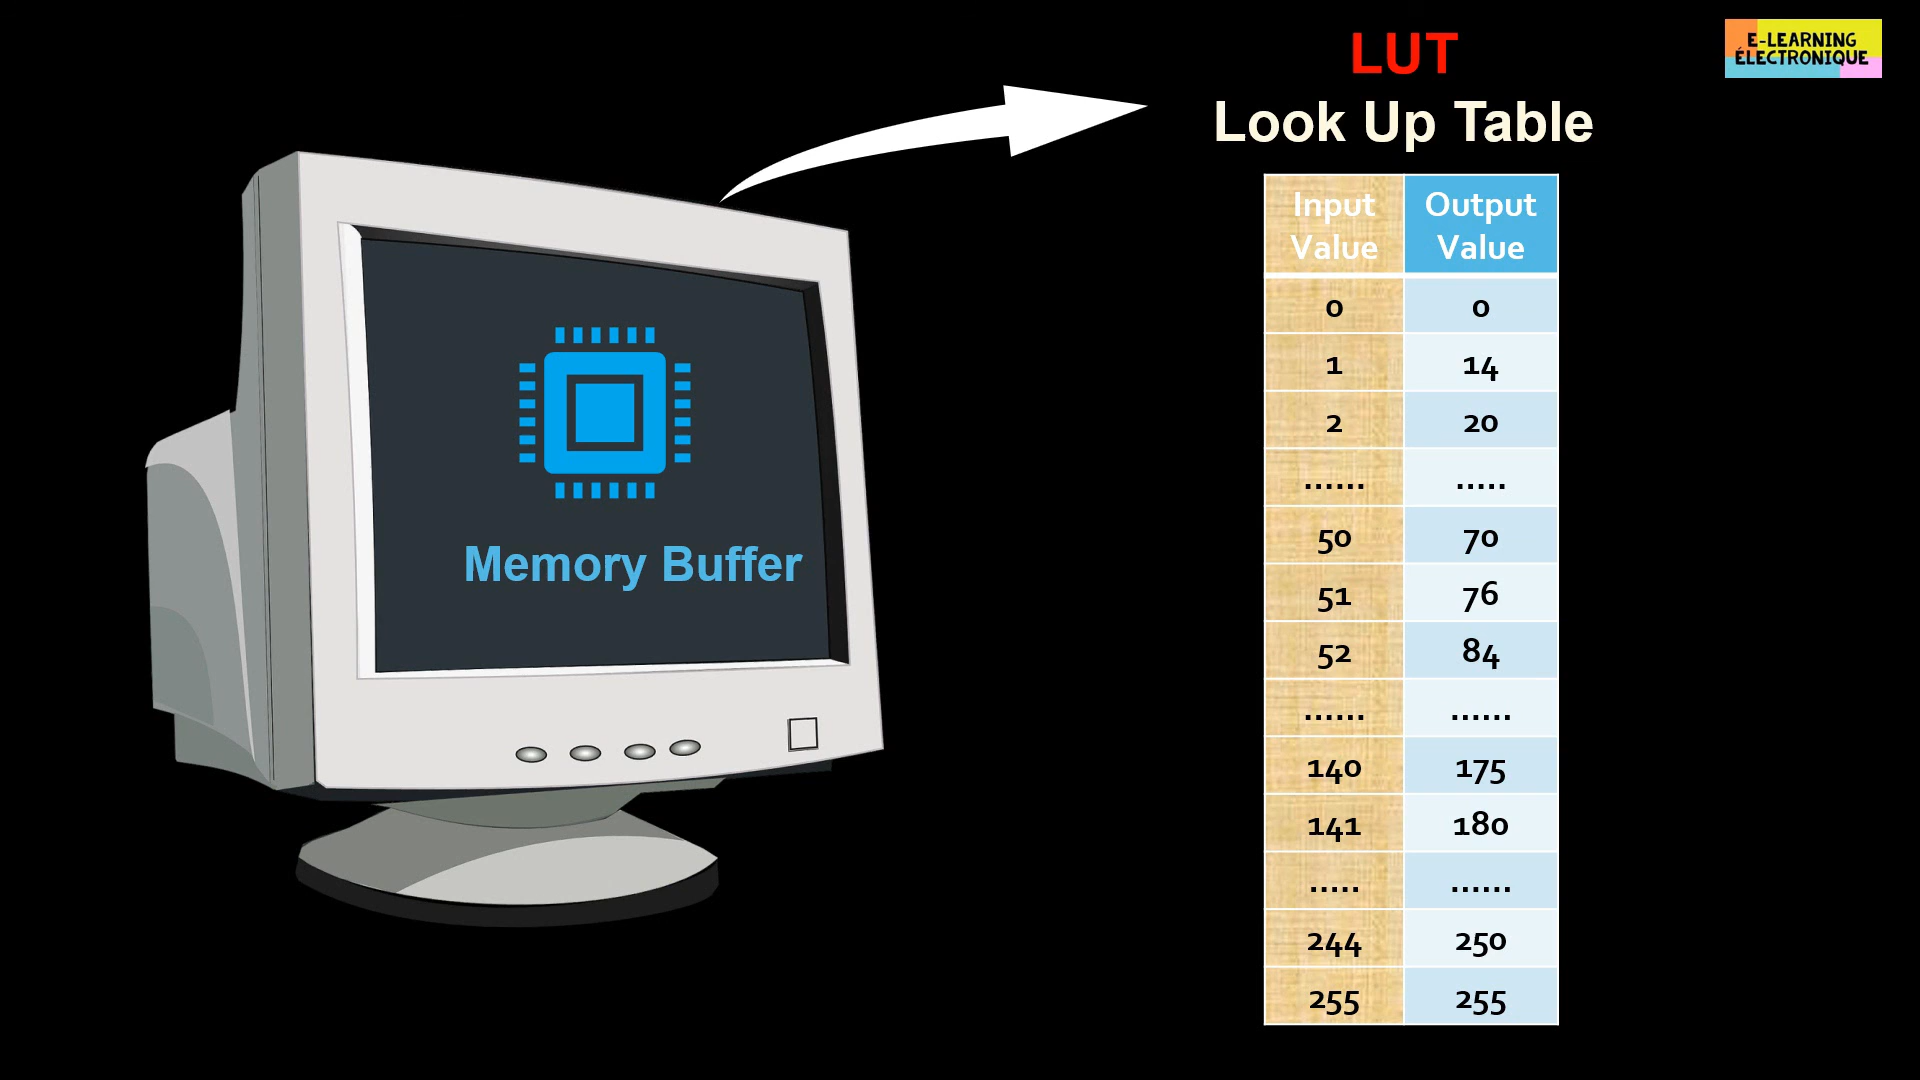 LUT
Look Up Table
E-LEARNING
ÉLECTRONIQUE
Memory Buffer
Input Value Output Value
0 0
1 14
2 20
...... .....
50 70
51 76
52 84
...... ......
140 175
141 180
..... ......
244 250
255 255